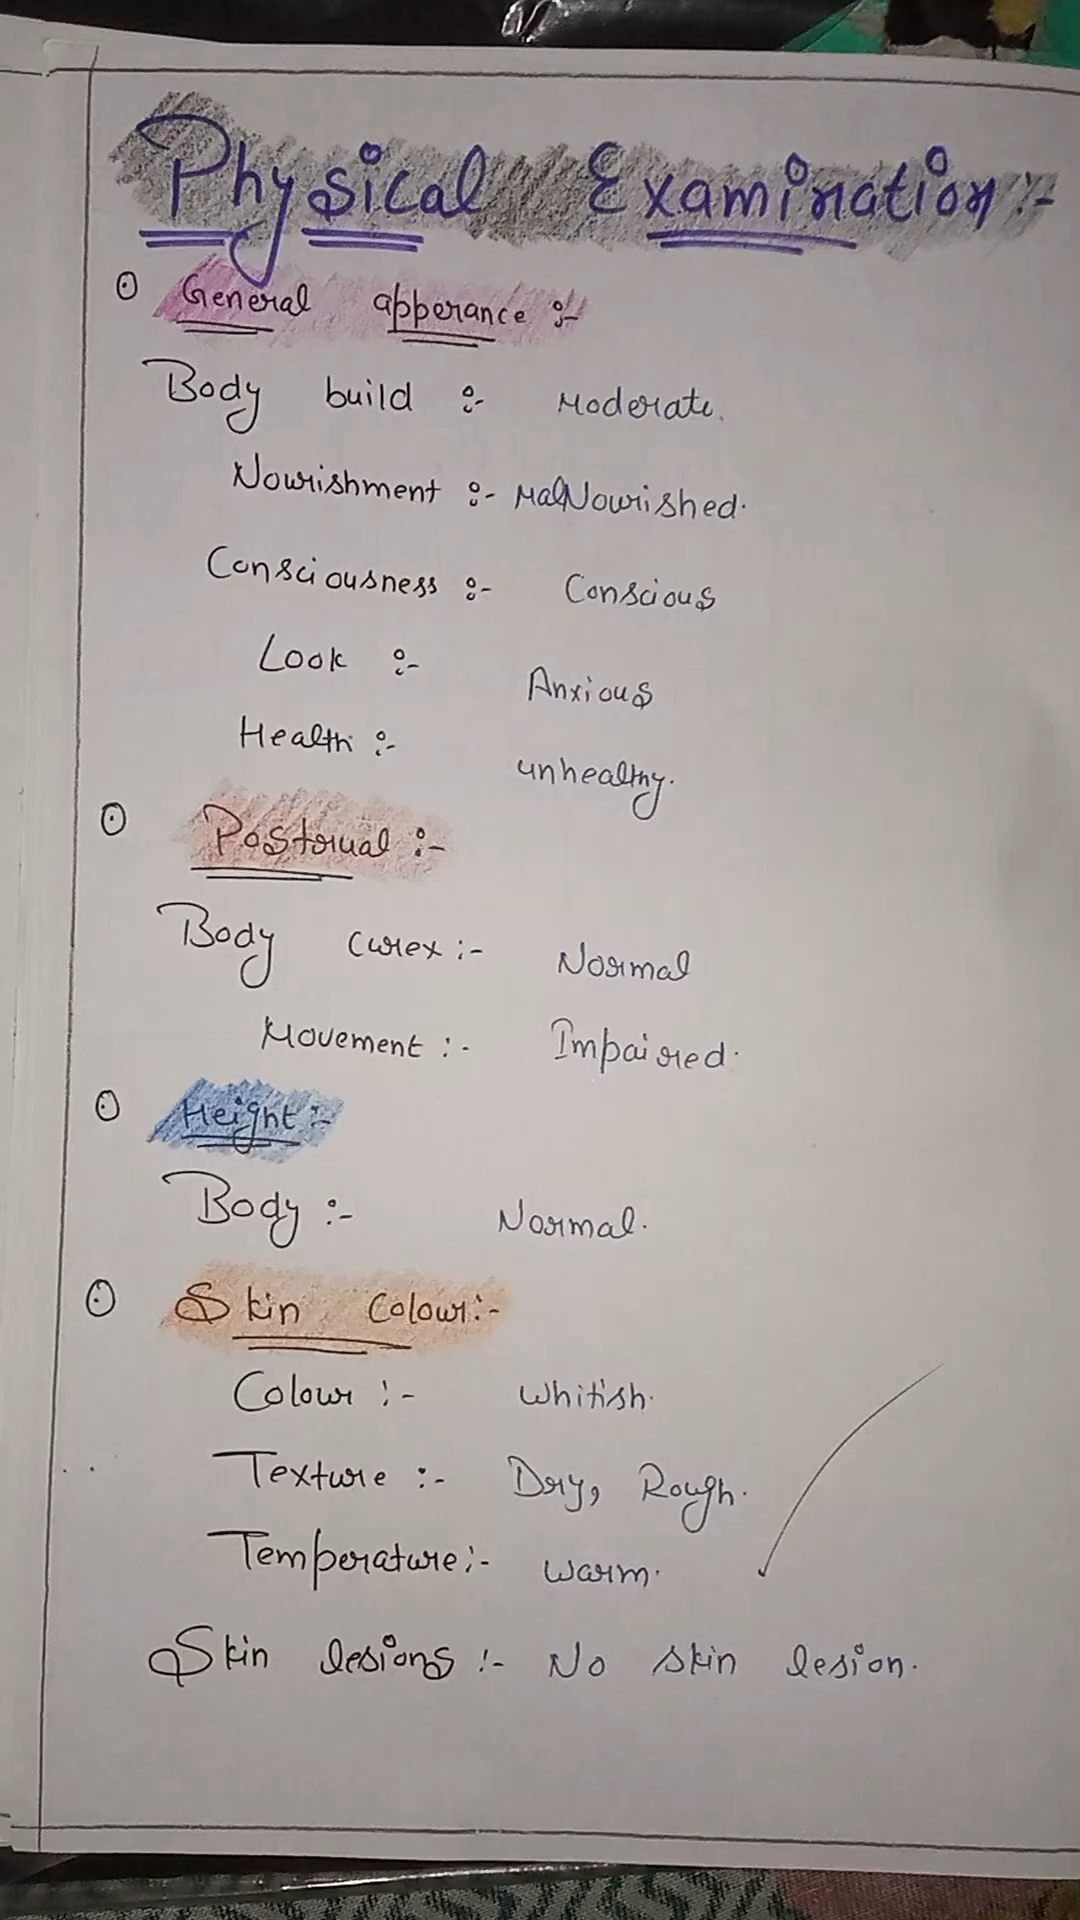 Physical Examination :-
General apperance :-
Body build :- Moderate.
Nourishment :- MalNourished.
Consciousness :- Conscious
Look :- Anxious
Health :- unhealthy.
Postrual :-
Body Curex :- Normal
Movement :- Impaired.
Height :-
Body :- Normal.
Skin Colour :-
Colour :- Whitish.
Texture :- Dry, Rough.
Temperature :- Warm.
Skin lesions :- No skin lesion.